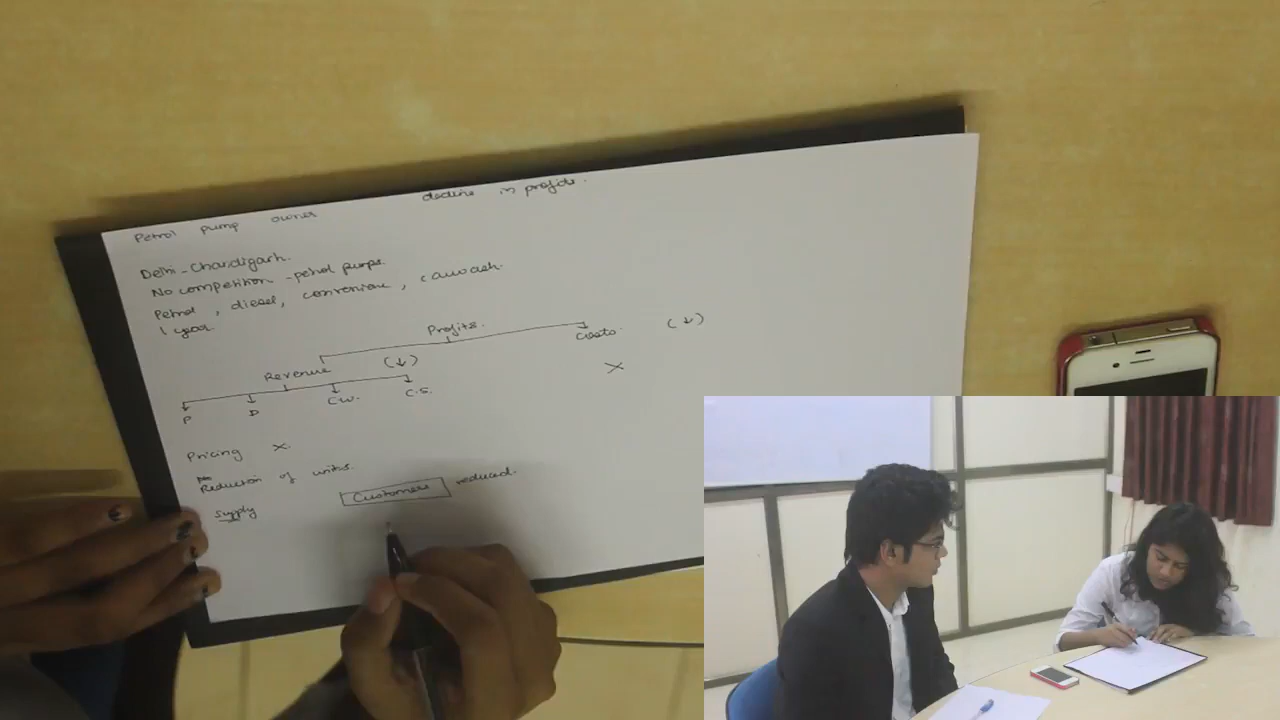 Petrol pump owner decline in profits.
Delhi - Chandigarh.
No competition - petrol pumps.
Petrol, diesel, convenience, carwash.
1 year.
Profits.
Revenue (↓) Costs. (↓)
P D C.W. C.S. X
Pricing X.
Reduction of units.
Supply Customers reduced.